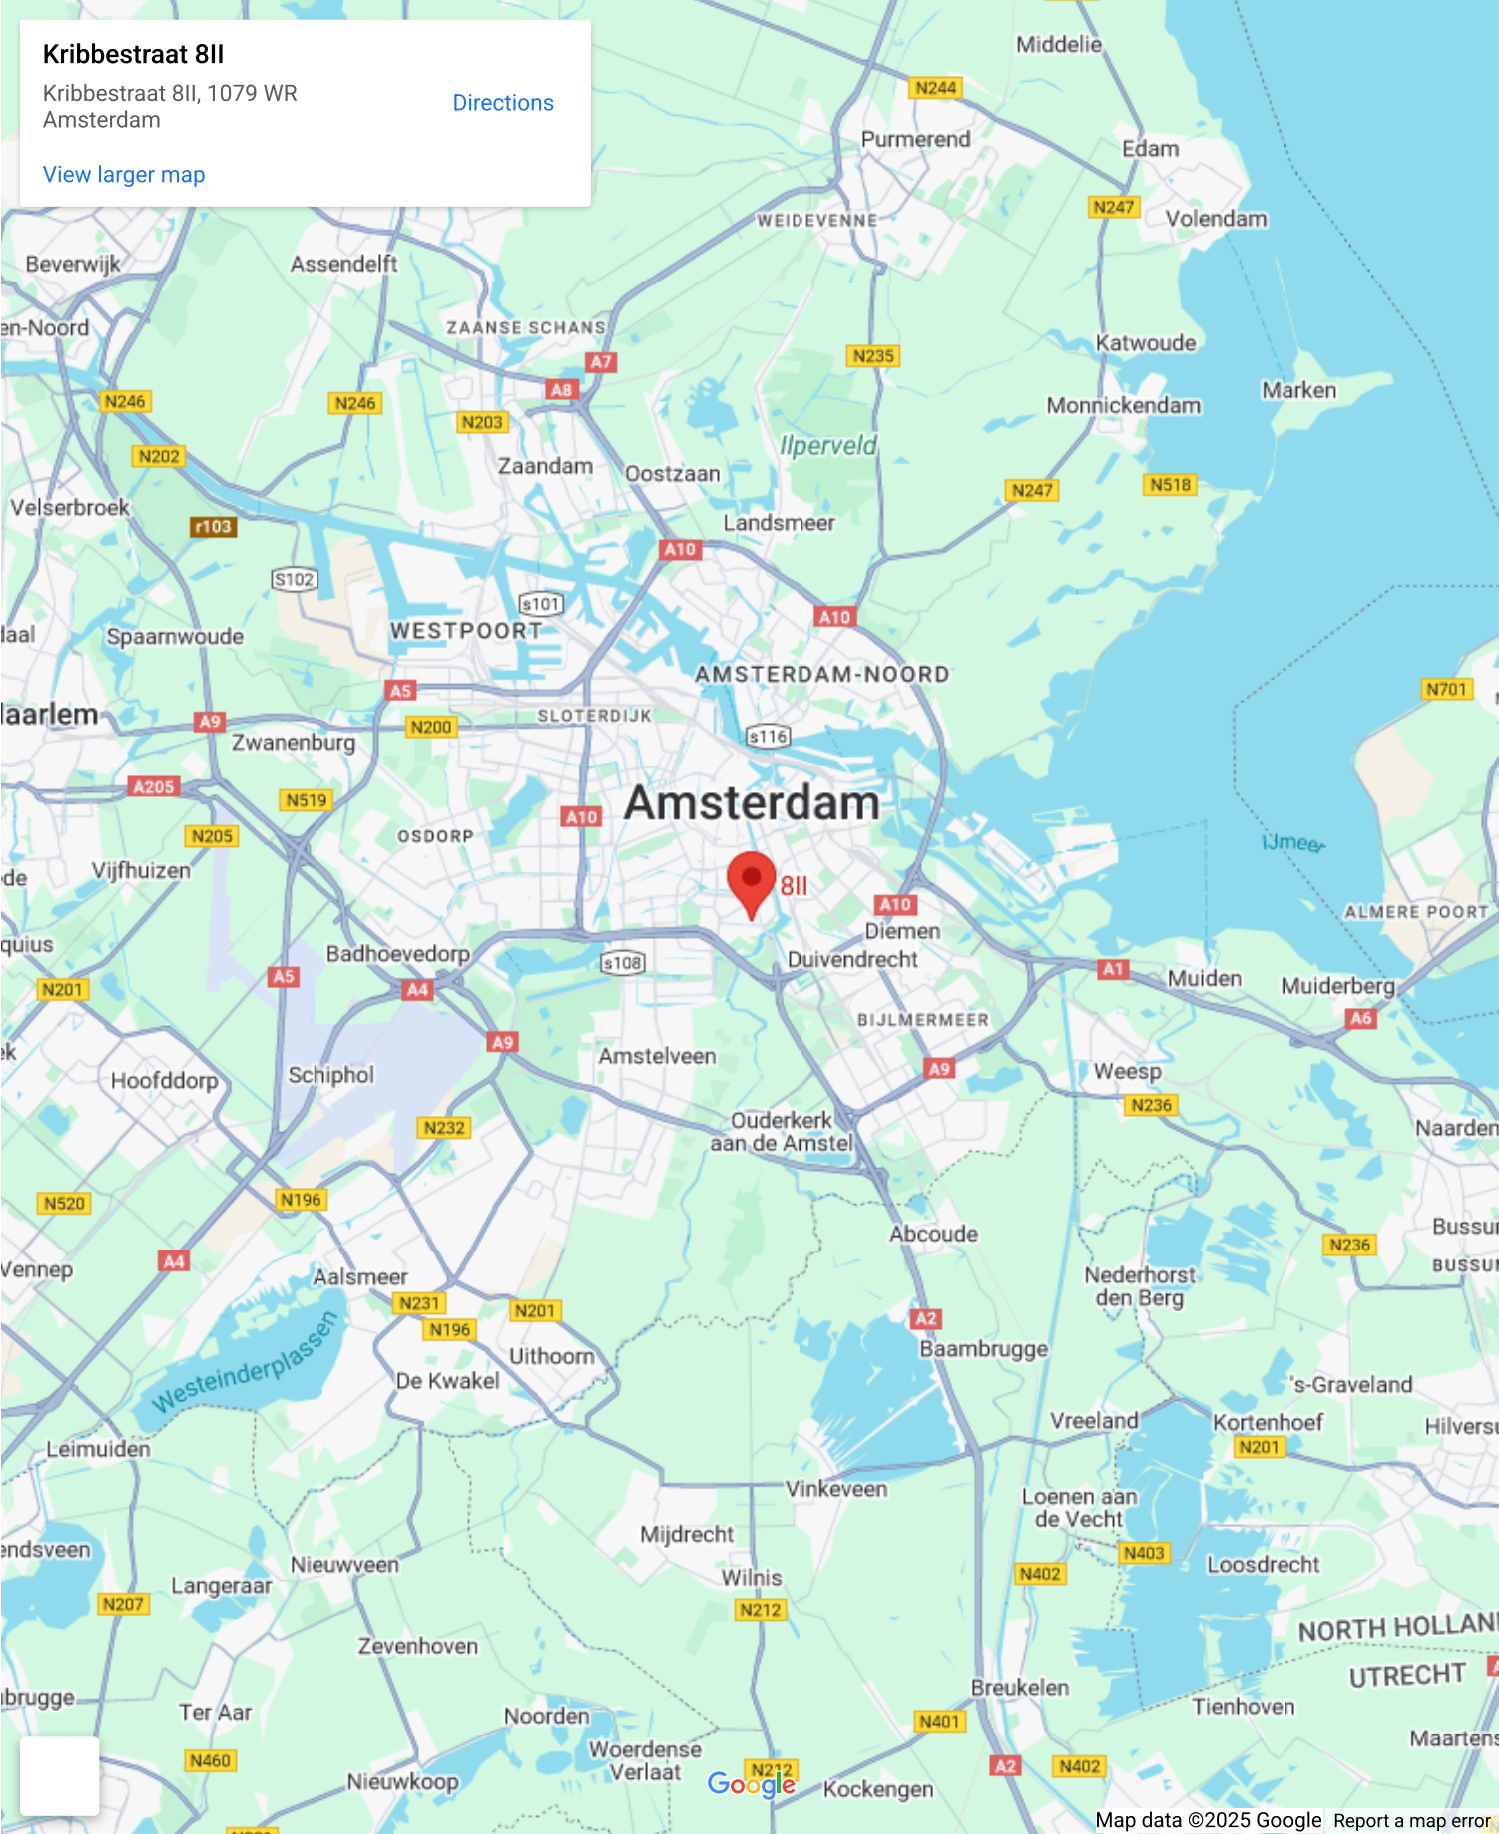 Kribbestraat 8II
Kribbestraat 8II, 1079 WR
Amsterdam
Directions
View larger map
Middelie
N244
Purmerend
Edam
N247
WEIDEVENNE
Volendam
Beverwijk
Assendelft
en-Noord
ZAANSE SCHANS
A7
N235
Katwoude
A8
Marken
N246
N246
N203
Monnickendam
Ilperveld
N202
Zaandam
Oostzaan
N247
N518
Velserbroek
r103
Landsmeer
A10
S102
s101
A10
WESTPOORT
Spaarnwoude
AMSTERDAM-NOORD
A5
N701
Haarlem
A9
N200
SLOTERDIJK
s116
Zwanenburg
A205
N519
Amsterdam
A10
N205
OSDORP
IJmeer
Vijfhuizen
8II
A10
ALMERE POORT
Diemen
quius
Badhoevedorp
s108
Duivendrecht
A5
A4
A1
Muiden
Muiderberg
N201
BIJLMERMEER
A6
A9
Amstelveen
A9
Schiphol
Hoofddorp
Weesp
N236
Ouderkerk
aan de Amstel
N232
Naarden
N196
N520
Abcoude
Bussu
N236
A4
Vennep
Aalsmeer
Nederhorst
den Berg
BUSSU
N231
N201
A2
N196
Baambrugge
Westeinderplassen
Uithoorn
De Kwakel
's-Graveland
Vreeland
Kortenhoef
Hilvers
N201
Leimuiden
Vinkeveen
Loenen aan
de Vecht
Mijdrecht
endsveen
N403
Nieuwveen
Loosdrecht
N402
Langeraar
Wilnis
N207
N212
NORTH HOLLAN
Zevenhoven
UTRECHT
Breukelen
brugge
Tienhoven
Ter Aar
Noorden
N401
Maartens
Woerdense
Verlaat
N460
N212
A2
N402
Nieuwkoop
Google
Kockengen
Map data ©2025 Google
Report a map error